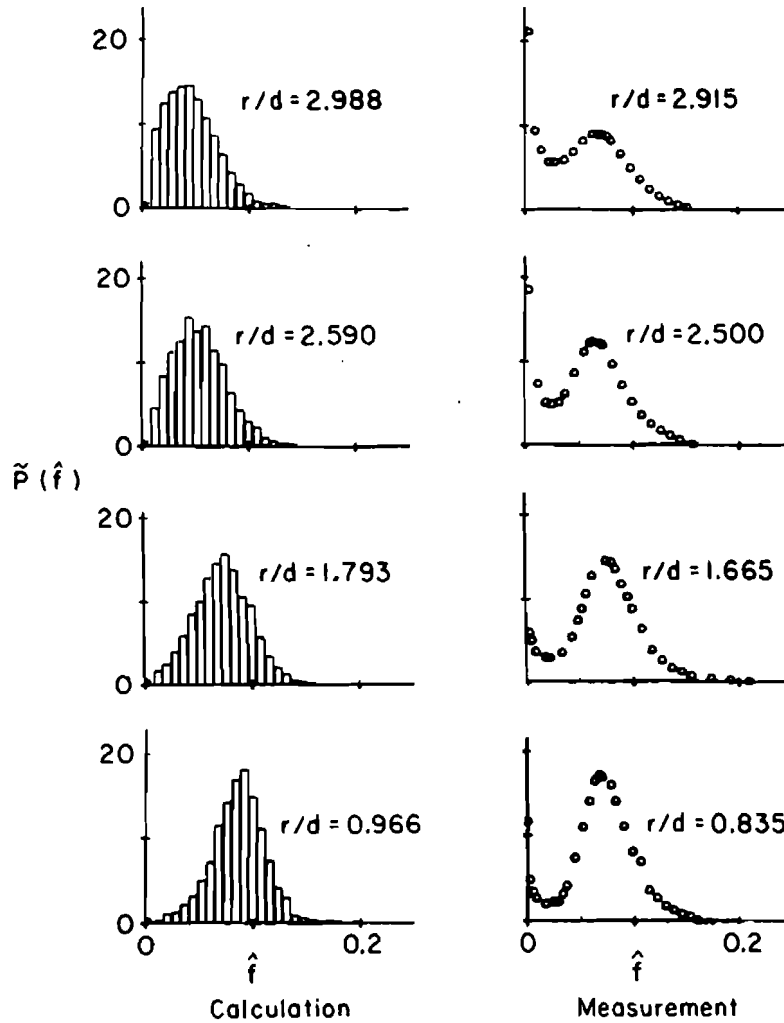 20
r/d = 2.988
r/d = 2.915
0
20
r/d = 2.590
r/d = 2.500
0
P̃ (f̂)
20
r/d = 1.793
r/d = 1.665
0
20
r/d = 0.966
r/d = 0.835
0
0 0.2 0 0.2
f̂ f̂
Calculation Measurement